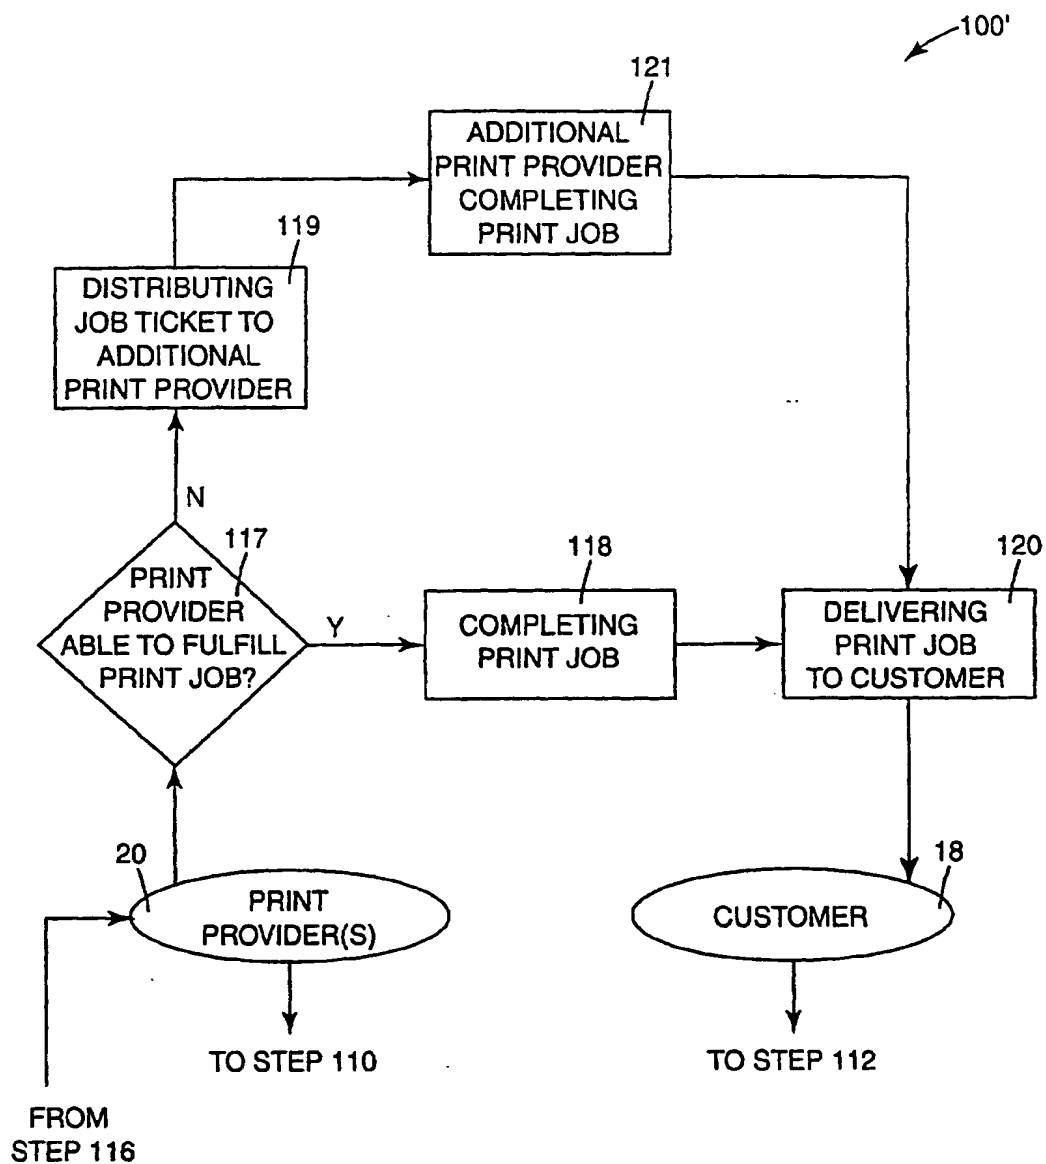 100'
121
ADDITIONAL
PRINT PROVIDER
COMPLETING
PRINT JOB
119
DISTRIBUTING
JOB TICKET TO
ADDITIONAL
PRINT PROVIDER
N
117
PRINT
PROVIDER
ABLE TO FULFILL
PRINT JOB?
Y
118
COMPLETING
PRINT JOB
120
DELIVERING
PRINT JOB
TO CUSTOMER
20
PRINT
PROVIDER(S)
18
CUSTOMER
TO STEP 110
TO STEP 112
FROM
STEP 116